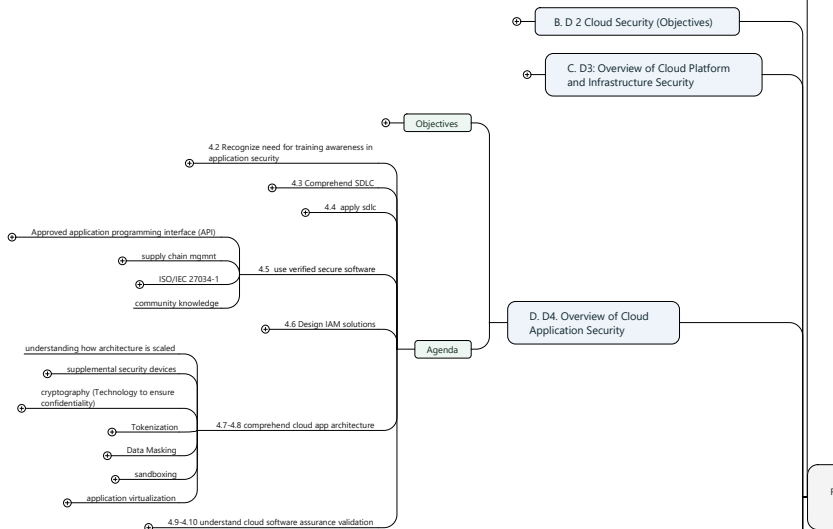 B. D 2 Cloud Security (Objectives)
C. D3: Overview of Cloud Platform
and Infrastructure Security
Objectives
4.2 Recognize need for training awareness in
application security
4.3 Comprehend SDLC
4.4 apply sdlc
Approved application programming interface (API)
supply chain mgmnt
ISO/IEC 27034-1
community knowledge
4.5 use verified secure software
4.6 Design IAM solutions
D. D4. Overview of Cloud
Application Security
Agenda
understanding how architecture is scaled
supplemental security devices
cryptography (Technology to ensure
confidentiality)
Tokenization
Data Masking
sandboxing
application virtualization
4.7-4.8 comprehend cloud app architecture
4.9-4.10 understand cloud software assurance validation